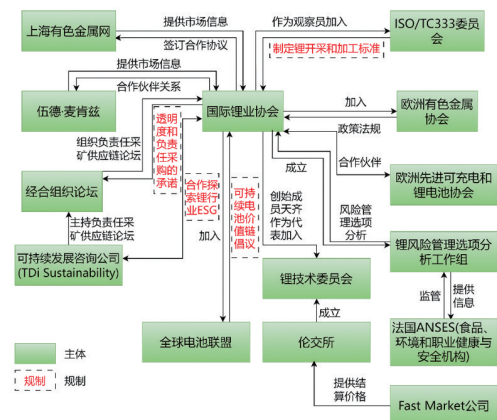 上海有色金属网
提供市场信息
签订合作协议
作为观察员加入
制定锂开采和加工标准
ISO/TC333委员
会
提供市场信息
合作伙伴关系
伍德·麦肯兹
国际锂业协会
加入
欧洲有色金属
协会
政策法规
合作伙伴
欧洲先进可充电和
锂电池协会
组织负责任采
矿供应链论坛
透明
度和
负责
任采
购的
承诺
经合组织论坛
合作探
索锂行
业ESG
加入
可持
续电
池价
值链
倡议
成立
创始成
员天齐
作为代
表加入
风险管
理选项
分析
主持负责任采
矿供应链论坛
可持续发展咨询公司
(TDi Sustainability)
锂风险管理选项分
析工作组
锂技术委员会
监管
提供
信息
成立
全球电池联盟
伦交所
法国ANSES(食品、
环境和职业健康与
安全机构)
提供结
算价格
Fast Market公司
主体
规制
规制